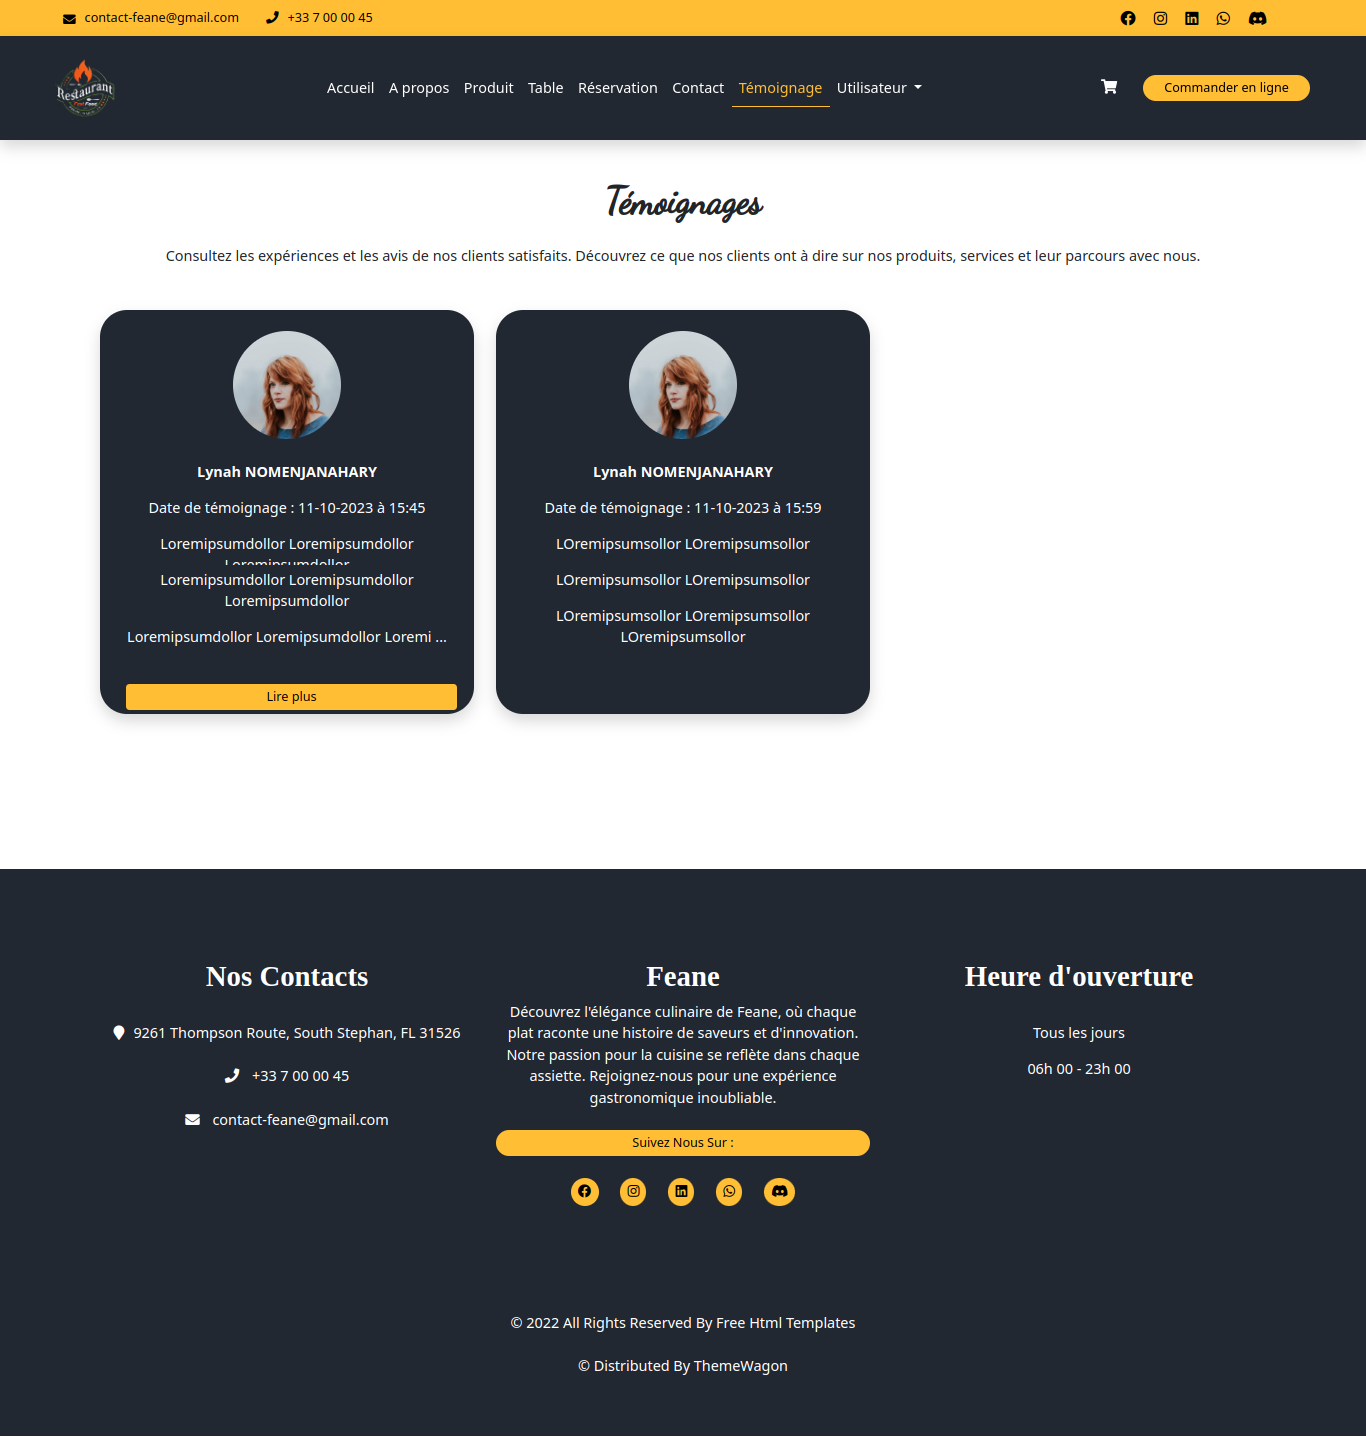 contact-feane@gmail.com +33 7 00 00 45
Restaurant
Accueil A propos Produit Table Réservation Contact Témoignage Utilisateur
Commander en ligne
Témoignages
Consultez les expériences et les avis de nos clients satisfaits. Découvrez ce que nos clients ont à dire sur nos produits, services et leur parcours avec nous.
Lynah NOMENJANAHARY
Date de témoignage : 11-10-2023 à 15:45
Loremipsumdollor Loremipsumdollor
Loremipsumdollor
Loremipsumdollor Loremipsumdollor
Loremipsumdollor
Loremipsumdollor Loremipsumdollor Loremi ...
Lire plus
Lynah NOMENJANAHARY
Date de témoignage : 11-10-2023 à 15:59
LOremipsumsollor LOremipsumsollor
LOremipsumsollor LOremipsumsollor
LOremipsumsollor LOremipsumsollor
LOremipsumsollor
Nos Contacts
9261 Thompson Route, South Stephan, FL 31526
+33 7 00 00 45
contact-feane@gmail.com
Feane
Découvrez l'élégance culinaire de Feane, où chaque
plat raconte une histoire de saveurs et d'innovation.
Notre passion pour la cuisine se reflète dans chaque
assiette. Rejoignez-nous pour une expérience
gastronomique inoubliable.
Suivez Nous Sur :
Heure d'ouverture
Tous les jours
06h 00 - 23h 00
© 2022 All Rights Reserved By Free Html Templates
© Distributed By ThemeWagon